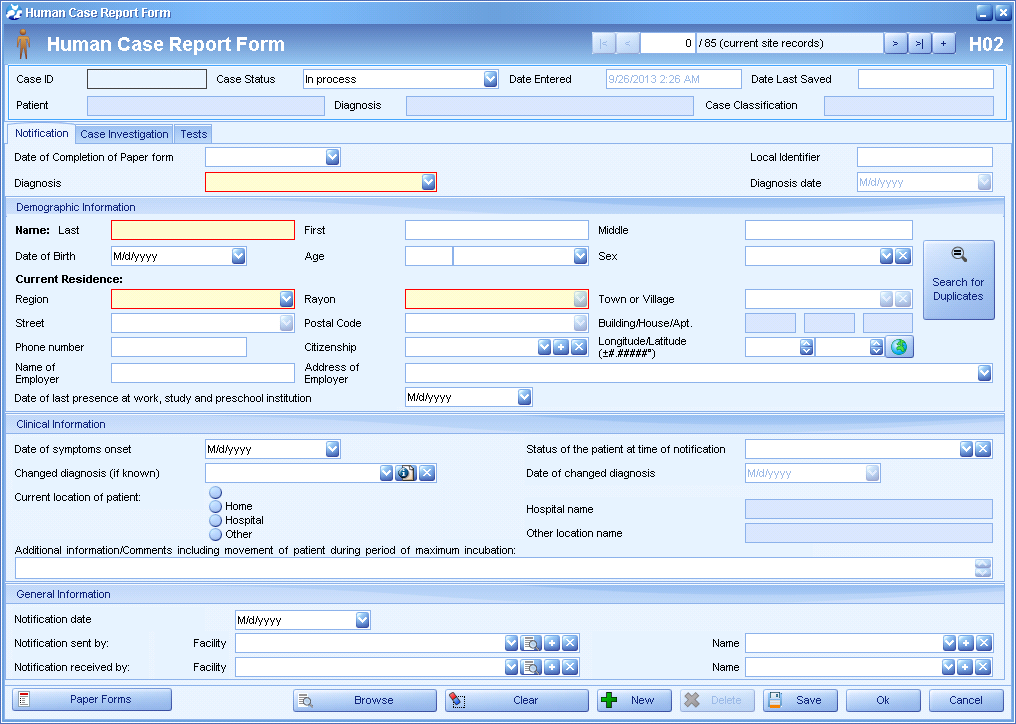 Human Case Report Form
Human Case Report Form |< < 0 / 85 (current site records) > >| + H02
Case ID Case Status In process Date Entered 9/26/2013 2:26 AM Date Last Saved
Patient Diagnosis Case Classification
Notification Case Investigation Tests
Date of Completion of Paper form Local Identifier
Diagnosis Diagnosis date M/d/yyyy
Demographic Information
Name: Last First Middle
Date of Birth M/d/yyyy Age Sex
Search for
Duplicates
Current Residence:
Region Rayon Town or Village
Street Postal Code Building/House/Apt.
Phone number Citizenship Longitude/Latitude
(±#.#####°)
Name of
Employer
Address of
Employer
Date of last presence at work, study and preschool institution M/d/yyyy
Clinical Information
Date of symptoms onset M/d/yyyy Status of the patient at time of notification
Changed diagnosis (if known) Date of changed diagnosis M/d/yyyy
Current location of patient:
Home
Hospital
Other
Hospital name
Other location name
Additional information/Comments including movement of patient during period of maximum incubation:
General Information
Notification date M/d/yyyy
Notification sent by: Facility Name
Notification received by: Facility Name
Paper Forms Browse Clear New Delete Save Ok Cancel